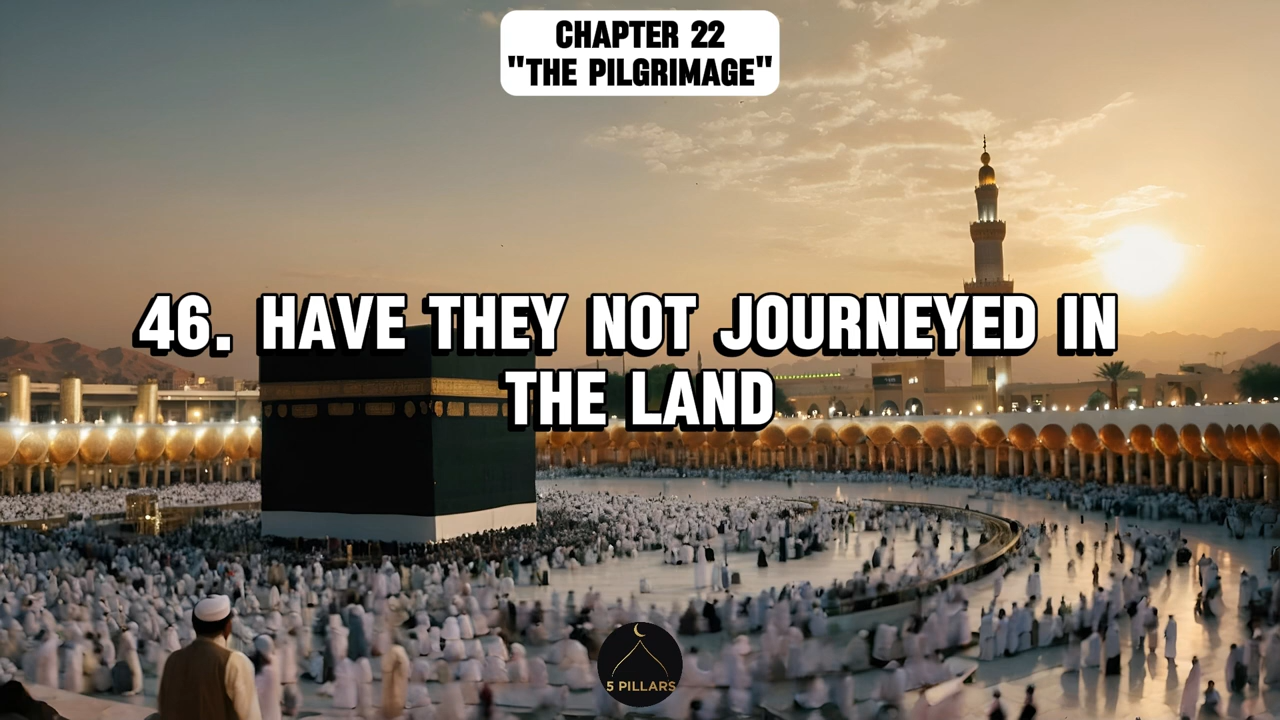 CHAPTER 22
"THE PILGRIMAGE"
46. HAVE THEY NOT JOURNEYED IN
THE LAND
5 PILLARS